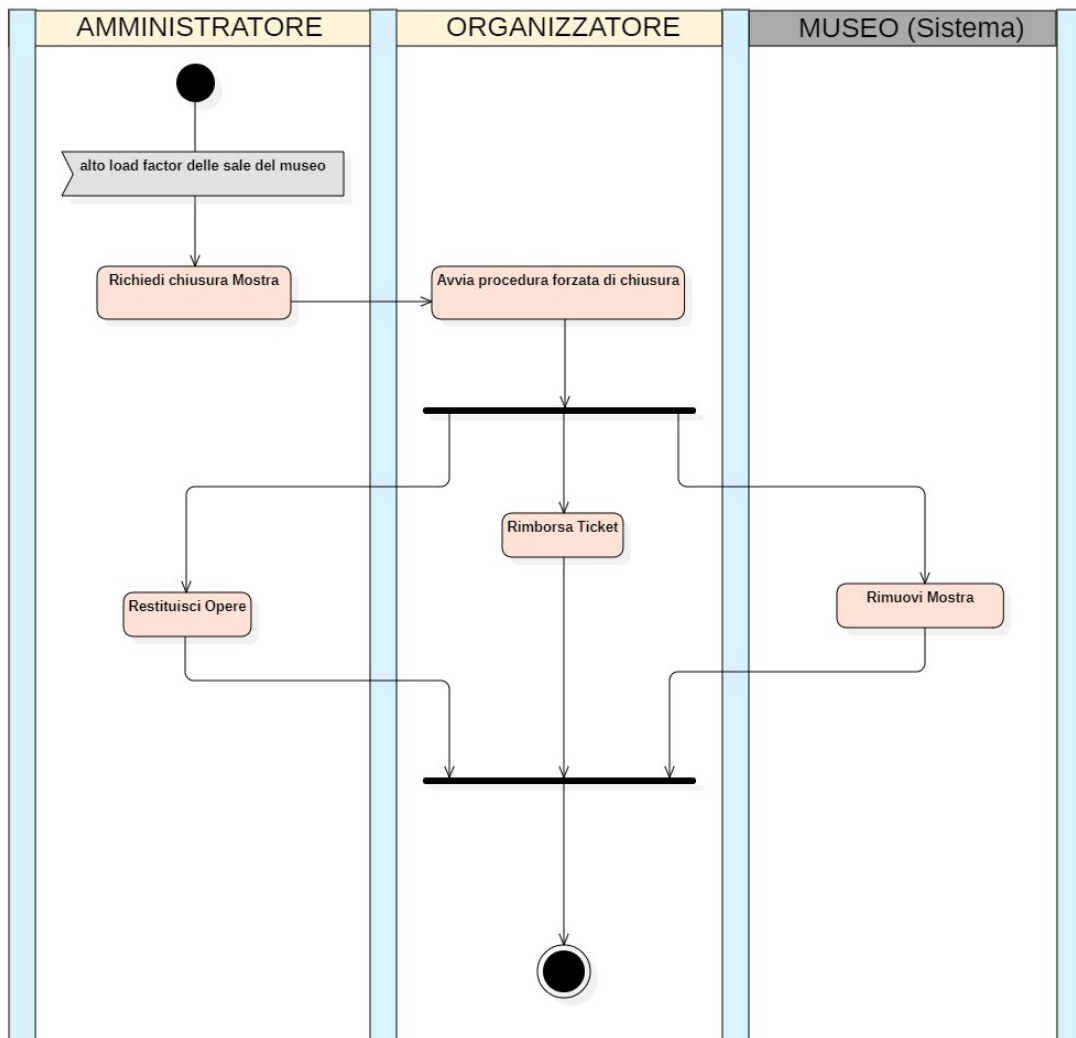 AMMINISTRATORE
ORGANIZZATORE
MUSEO (Sistema)
alto load factor delle sale del museo
Richiedi chiusura Mostra
Avvia procedura forzata di chiusura
Rimborsa Ticket
Restituisci Opere
Rimuovi Mostra